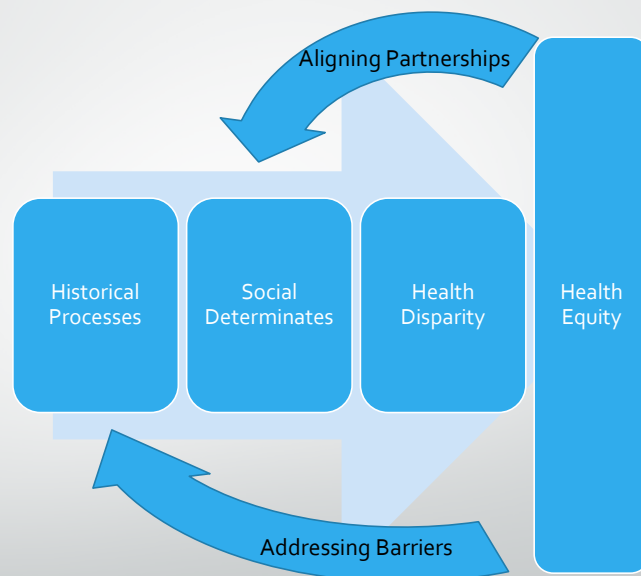 Aligning Partnerships
Historical
Processes
Social
Determinates
Health
Disparity
Health
Equity
Addressing Barriers